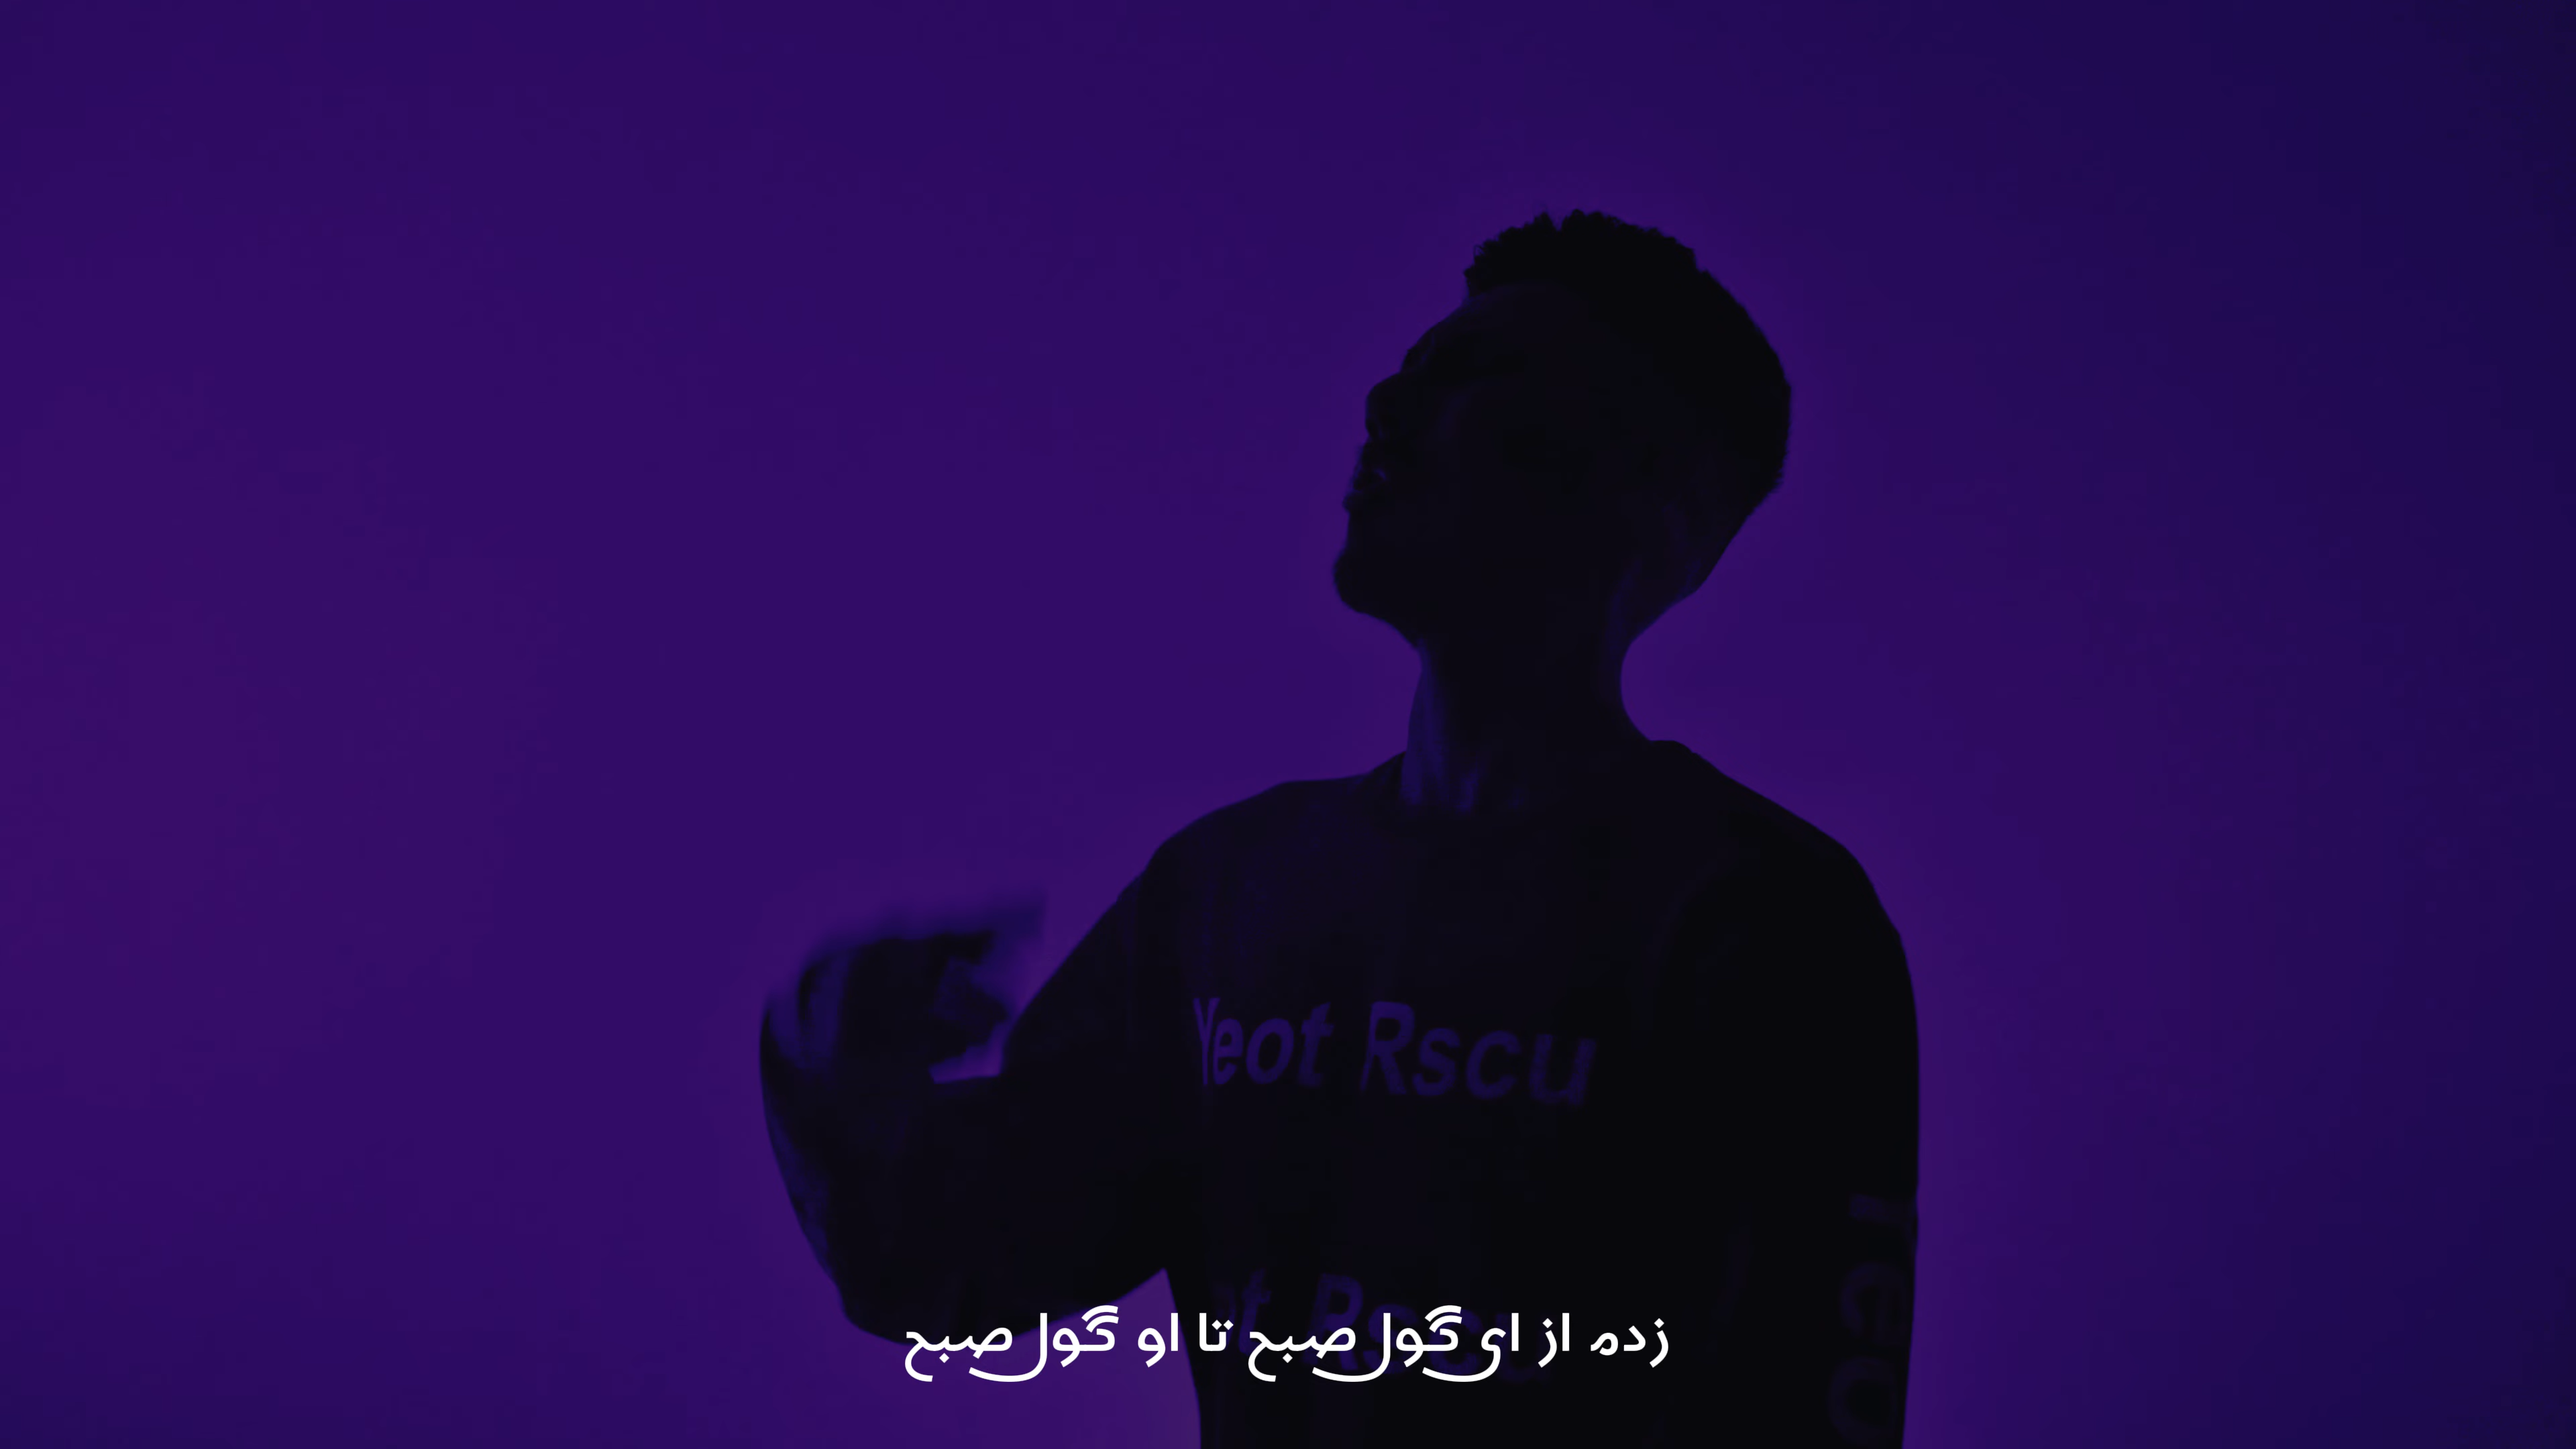 Yeot Rscu
زدم از ای گول صبح تا او گول صبح